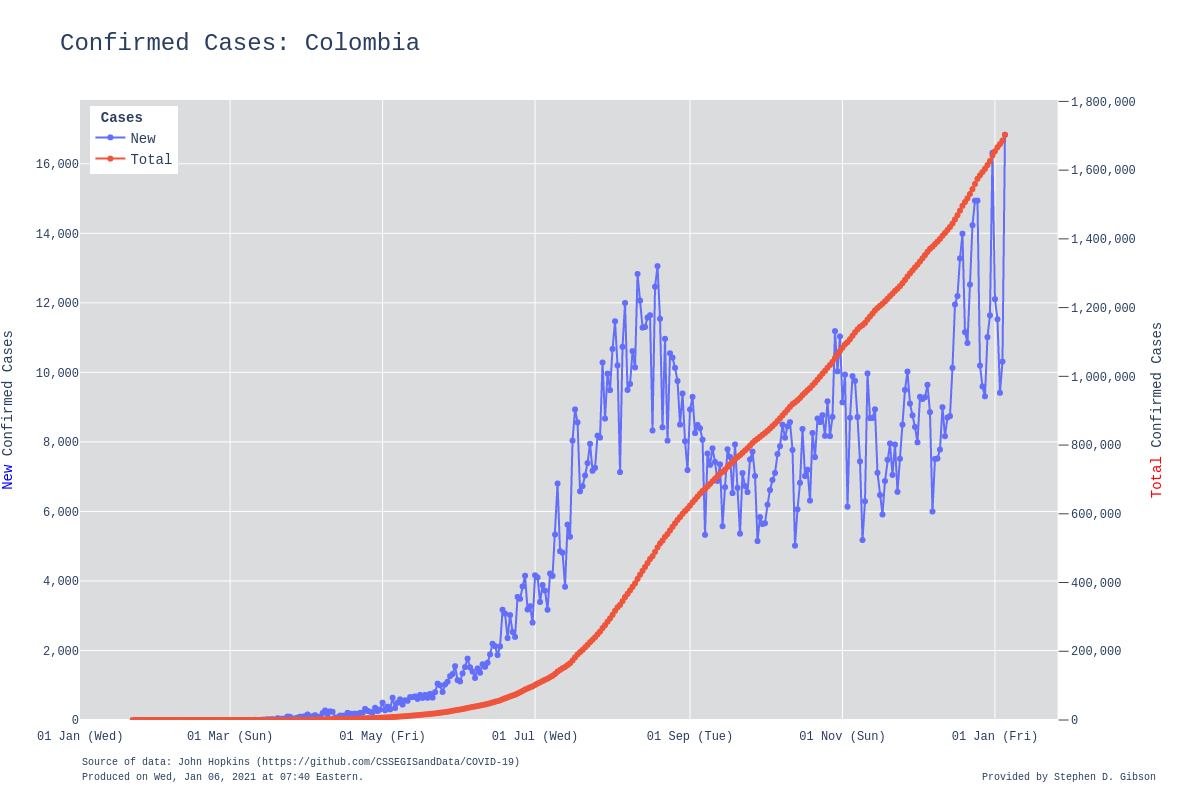 Confirmed Cases: Colombia
Cases
New
Total
16,000
14,000
12,000
10,000
8,000
6,000
4,000
2,000
0
New Confirmed Cases
1,800,000
1,600,000
1,400,000
1,200,000
1,000,000
800,000
600,000
400,000
200,000
0
Total Confirmed Cases
01 Jan (Wed)
01 Mar (Sun)
01 May (Fri)
01 Jul (Wed)
01 Sep (Tue)
01 Nov (Sun)
01 Jan (Fri)
Source of data: John Hopkins (https://github.com/CSSEGISandData/COVID-19)
Produced on Wed, Jan 06, 2021 at 07:40 Eastern.
Provided by Stephen D. Gibson